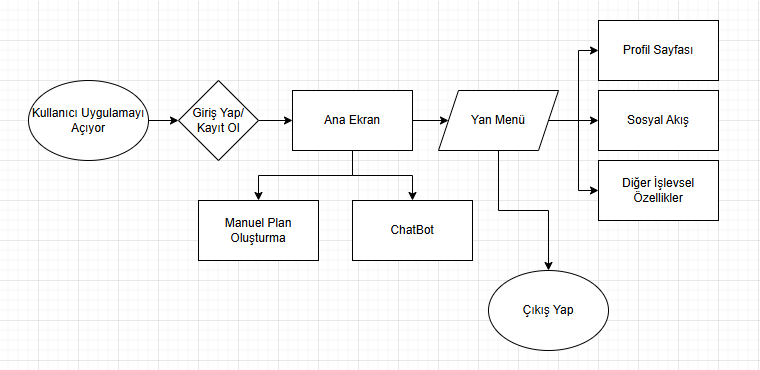 Kullanıcı Uygulamayı
Açıyor
Giriş Yap/
Kayıt Ol
Ana Ekran
Yan Menü
Profil Sayfası
Sosyal Akış
Diğer İşlevsel
Özellikler
Manuel Plan
Oluşturma
ChatBot
Çıkış Yap